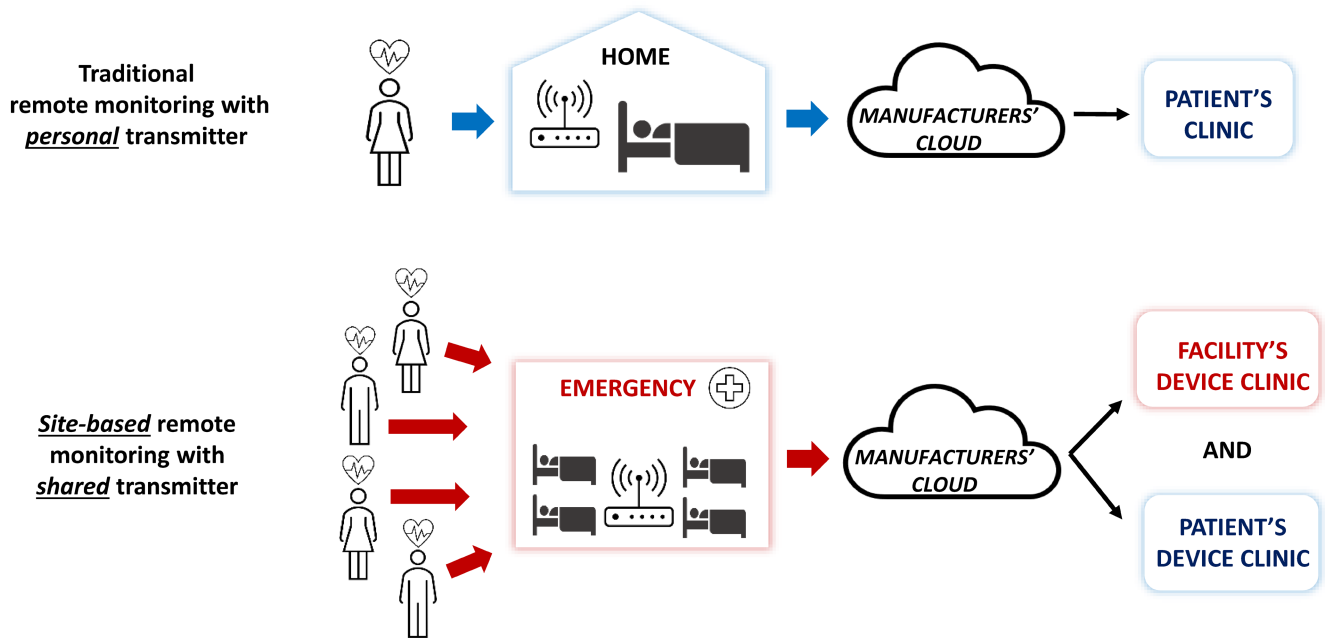 Traditional
remote monitoring with
personal transmitter
HOME
MANUFACTURERS’
CLOUD
PATIENT’S
CLINIC
Site-based remote
monitoring with
shared transmitter
EMERGENCY
MANUFACTURERS’
CLOUD
FACILITY’S
DEVICE CLINIC
AND
PATIENT’S
DEVICE CLINIC